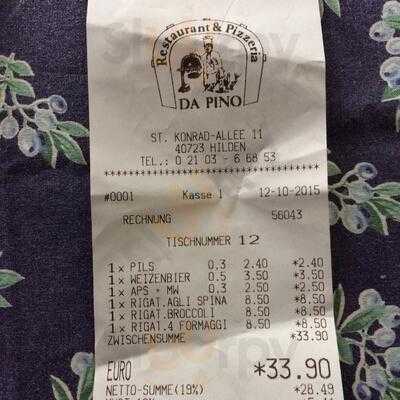 Restaurant & Pizzeria
DA PINO
ST. KONRAD-ALLEE 11
40723 HILDEN
TEL.: 0 21 03 - 6 68 53
#0001 Kasse 1 12-10-2015
RECHNUNG 56043
TISCHNUMMER 12
1x PILS 0.3 2.40 *2.40
1x WEIZENBIER 0.5 3.50 *3.50
1x APS + MW 0.3 2.50 *2.50
1x RIGAT.AGLI SPINA 8.50 *8.50
1x RIGAT.BROCCOLI 8.50 *8.50
1x RIGAT.4 FORMAGGI 8.50 *8.50
ZWISCHENSUMME *33.90
EURO *33.90
NETTO-SUMME(19%) *28.49